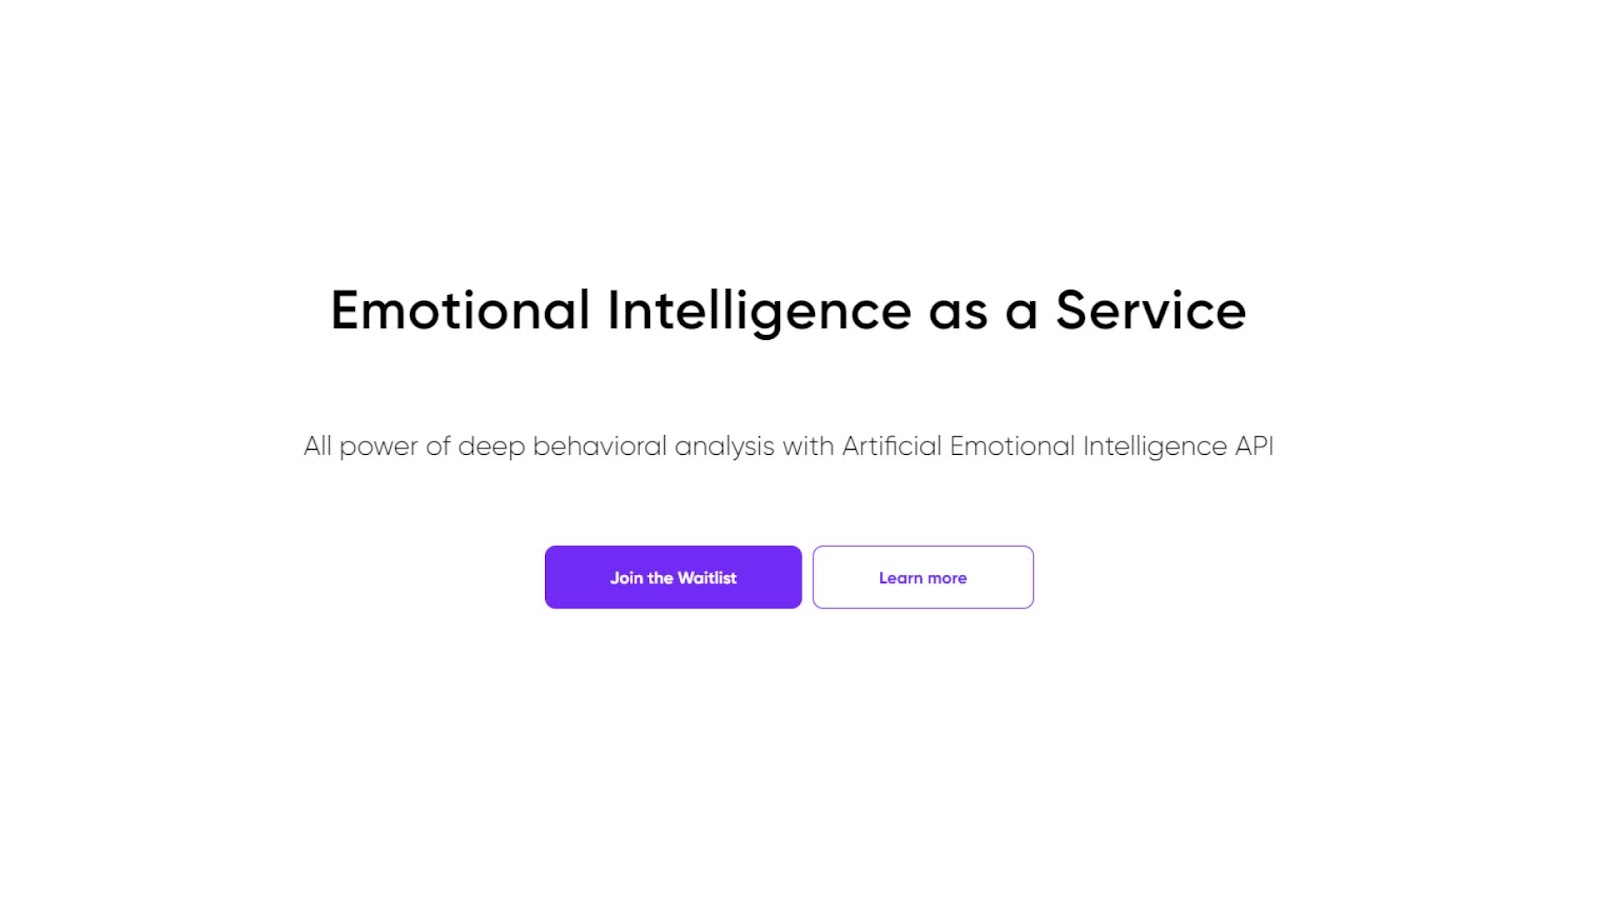 Emotional Intelligence as a Service
All power of deep behavioral analysis with Artificial Emotional Intelligence API
Join the Waitlist
Learn more